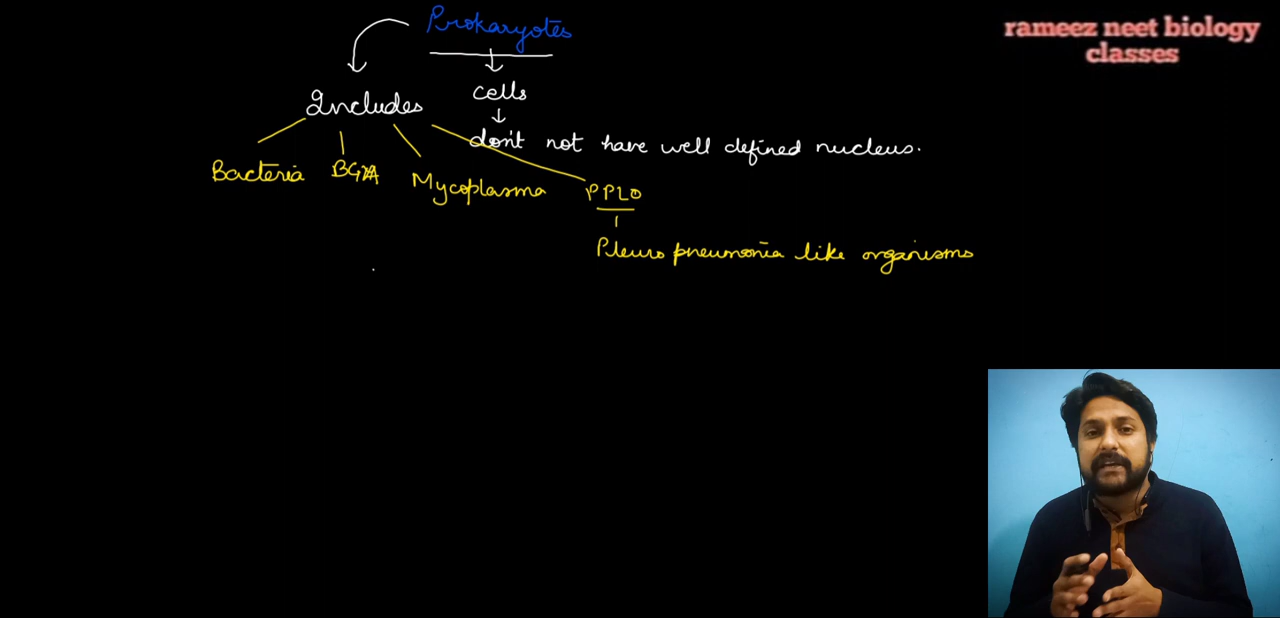 Prokaryotes
rameez neet biology
classes
Includes
cells
don't not have well defined nucleus.
Bacteria
BGA
Mycoplasma
PPLO
Pleuro pneumonia like organisms